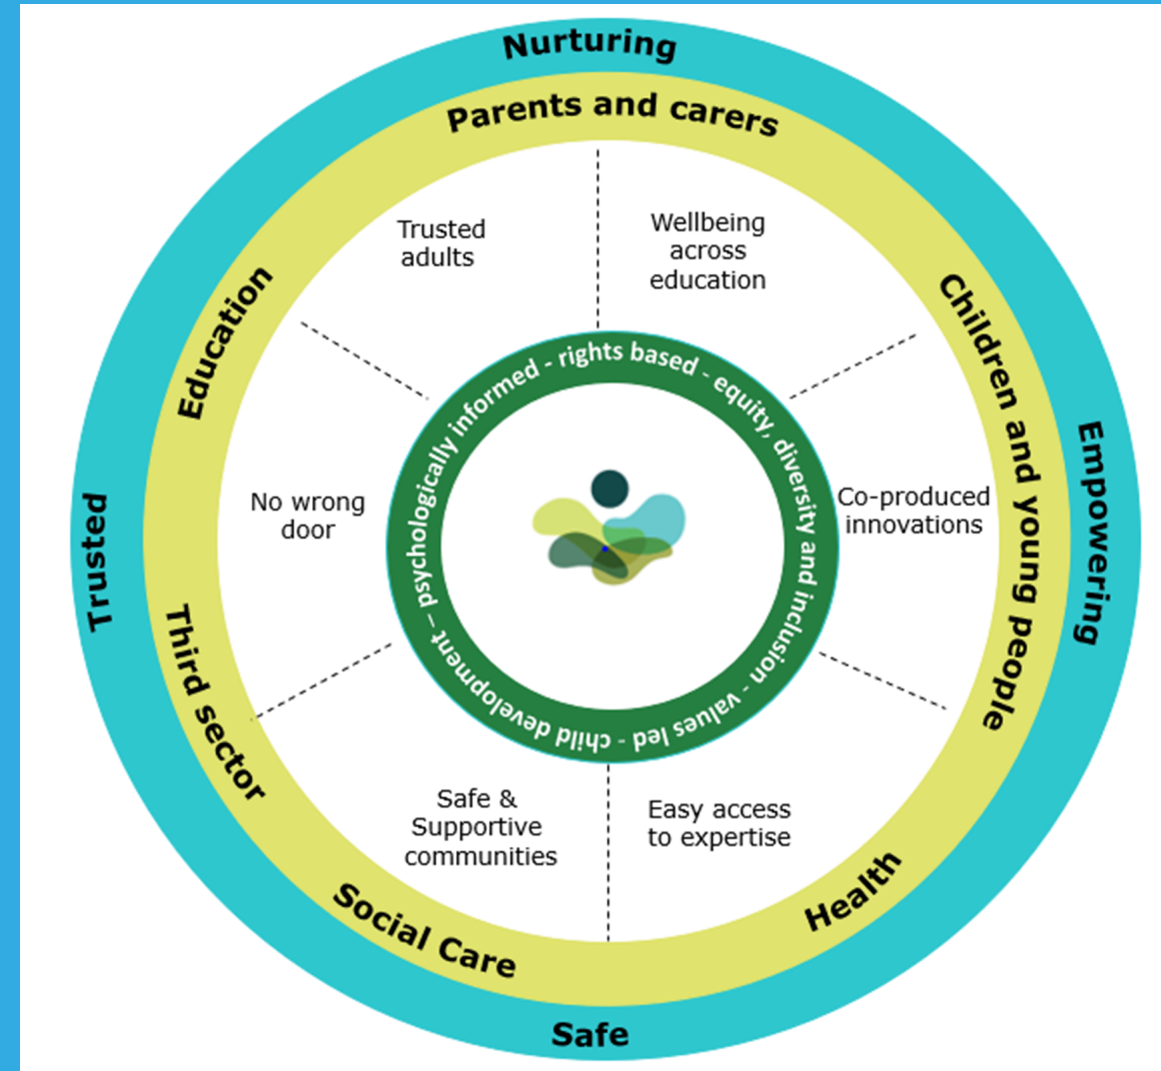 Nurturing
Parents and carers
Children and young people
Empowering
Health
Safe
Social Care
Third sector
Trusted
Education
Trusted
adults
Wellbeing
across
education
Co-produced
innovations
Easy access
to expertise
Safe &
Supportive
communities
No wrong
door
psychologically informed - rights based - equity, diversity and inclusion - values led - child development –